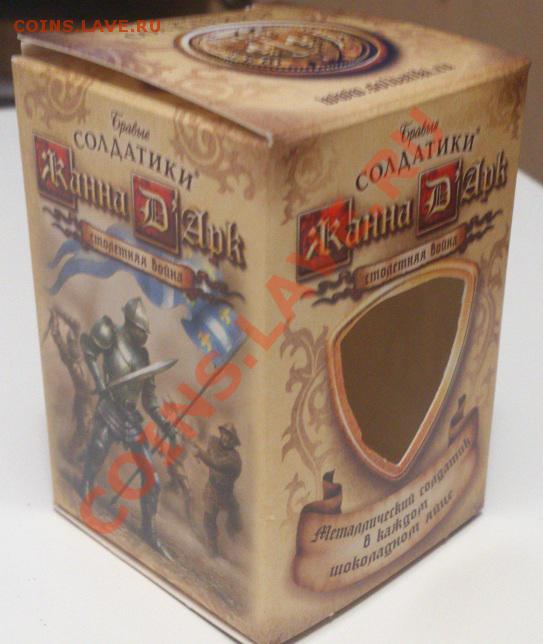 COINS.LAVE.RU
Бравые
СОЛДАТИКИ®
Жанна Д'Арк
столетняя война
Бравые
СОЛДАТИКИ®
Жанна Д'Арк
столетняя война
Металлический солдатик
в каждом
шоколадном яйце
COINS.LAVE.RU